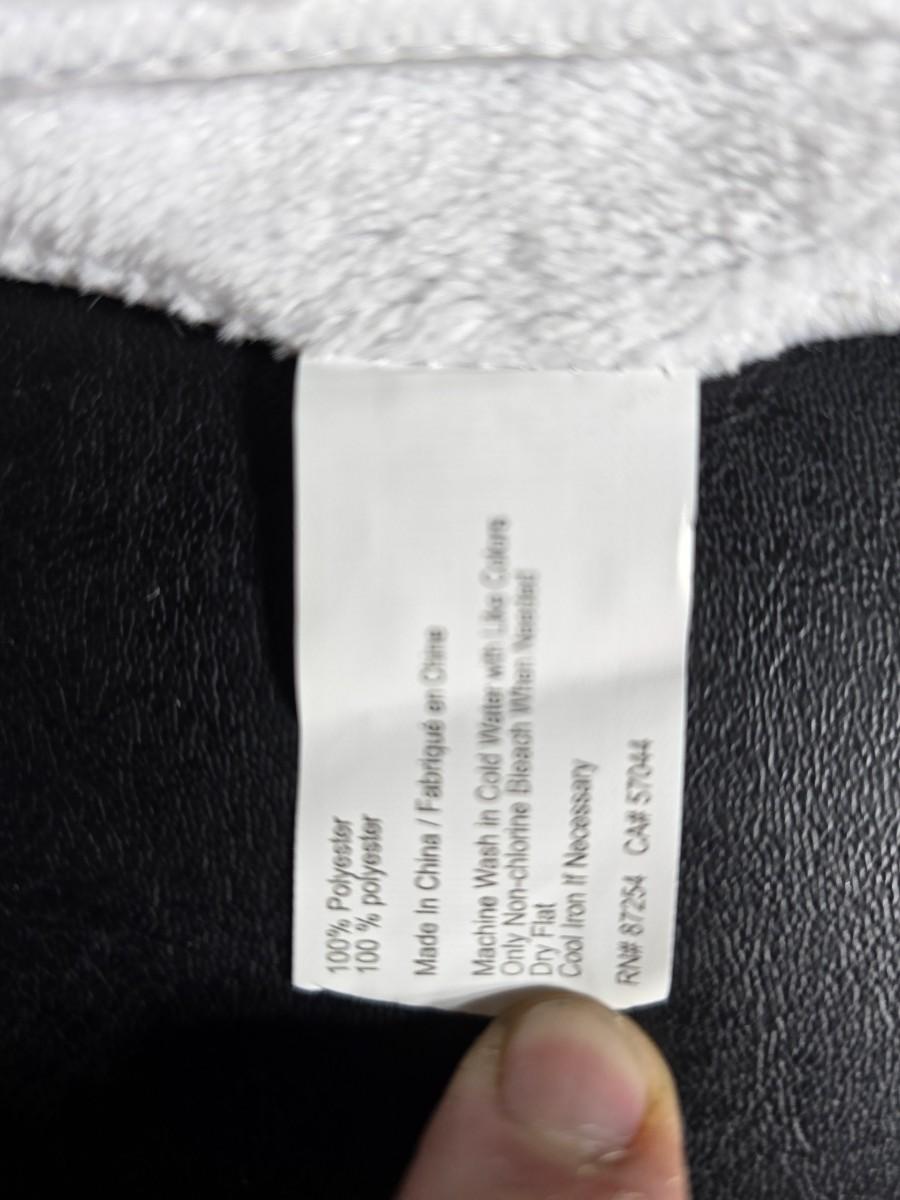 100% Polyester
100 % polyester
Made In China / Fabriqué en Chine
Machine Wash in Cold Water with Like Colors
Only Non-chlorine Bleach When Needed
Dry Flat
Cool Iron If Necessary
RN# 87254 CA# 57044